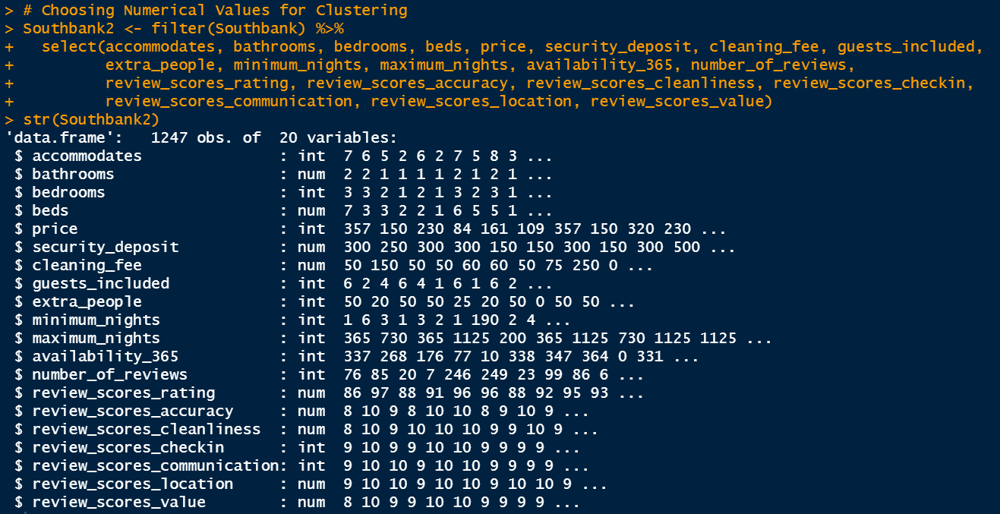 > # Choosing Numerical Values for Clustering
> Southbank2 <- filter(Southbank) %>%
+   select(accommodates, bathrooms, bedrooms, beds, price, security_deposit, cleaning_fee, guests_included,
+          extra_people, minimum_nights, maximum_nights, availability_365, number_of_reviews,
+          review_scores_rating, review_scores_accuracy, review_scores_cleanliness, review_scores_checkin,
+          review_scores_communication, review_scores_location, review_scores_value)
> str(Southbank2)
'data.frame':   1247 obs. of  20 variables:
 $ accommodates               : int  7 6 5 2 6 2 7 5 8 3 ...
 $ bathrooms                  : num  2 2 1 1 1 1 2 1 2 1 ...
 $ bedrooms                   : int  3 3 2 1 2 1 3 2 3 1 ...
 $ beds                       : num  7 3 3 2 2 1 6 5 5 1 ...
 $ price                      : int  357 150 230 84 161 109 357 150 320 230 ...
 $ security_deposit           : num  300 250 300 300 150 150 300 150 300 500 ...
 $ cleaning_fee               : num  50 150 50 50 60 60 50 75 250 0 ...
 $ guests_included            : int  6 2 4 6 4 1 6 1 6 2 ...
 $ extra_people               : int  50 20 50 50 25 20 50 0 50 50 ...
 $ minimum_nights             : int  1 6 3 1 3 2 1 190 2 4 ...
 $ maximum_nights             : int  365 730 365 1125 200 365 1125 730 1125 1125 ...
 $ availability_365           : int  337 268 176 77 10 338 347 364 0 331 ...
 $ number_of_reviews          : int  76 85 20 7 246 249 23 99 86 6 ...
 $ review_scores_rating       : num  86 97 88 91 96 96 88 92 95 93 ...
 $ review_scores_accuracy     : num  8 10 9 8 10 10 8 9 10 9 ...
 $ review_scores_cleanliness  : num  8 10 9 10 10 10 9 9 10 9 ...
 $ review_scores_checkin      : int  9 10 9 9 10 10 9 9 9 9 ...
 $ review_scores_communication: int  9 10 10 9 10 10 9 9 9 9 ...
 $ review_scores_location     : num  9 10 10 9 10 10 9 10 10 9 ...
 $ review_scores_value        : num  8 10 9 9 10 10 9 9 9 9 ...